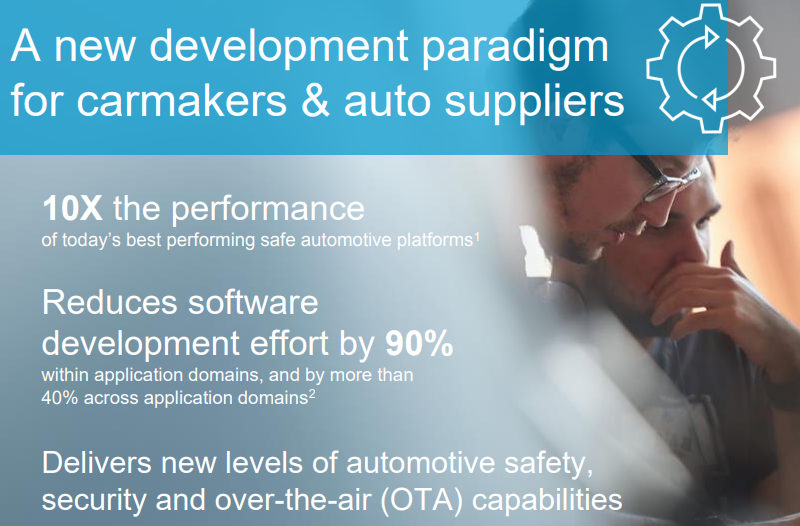 A new development paradigm
for carmakers & auto suppliers
10X the performance
of today's best performing safe automotive platforms¹
Reduces software
development effort by 90%
within application domains, and by more than
40% across application domains²
Delivers new levels of automotive safety,
security and over-the-air (OTA) capabilities